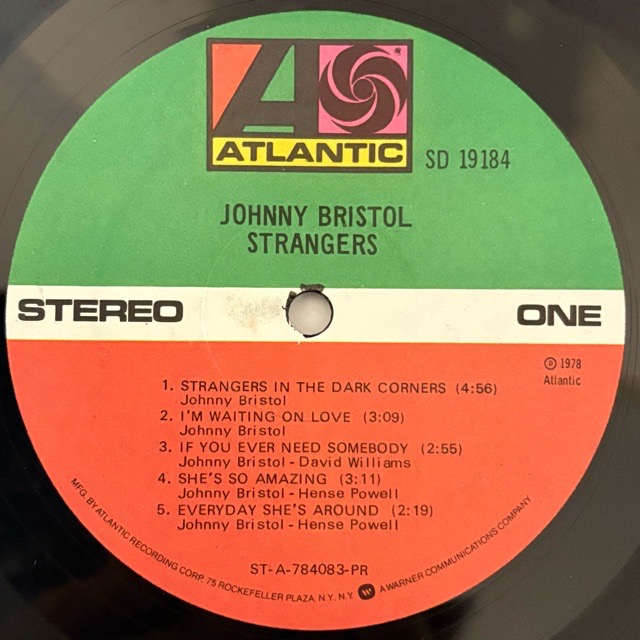 ATLANTIC
SD 19184
JOHNNY BRISTOL
STRANGERS
STEREO
ONE
℗ 1978
Atlantic
1. STRANGERS IN THE DARK CORNERS (4:56)
Johnny Bristol
2. I'M WAITING ON LOVE (3:09)
Johnny Bristol
3. IF YOU EVER NEED SOMEBODY (2:55)
Johnny Bristol - David Williams
4. SHE'S SO AMAZING (3:11)
Johnny Bristol - Hense Powell
5. EVERYDAY SHE'S AROUND (2:19)
Johnny Bristol - Hense Powell
ST-A-784083-PR
MFG. BY ATLANTIC RECORDING CORP. 75 ROCKEFELLER PLAZA, N.Y. N.Y. W A WARNER COMMUNICATIONS COMPANY